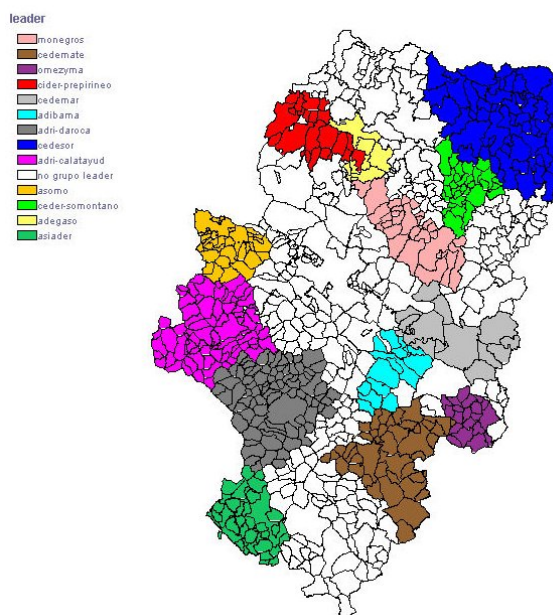 leader
monegros
cedemate
omezyma
cider-prepirineo
cedemar
adibama
adri-daroca
cedesor
adri-calatayud
no grupo leader
asomo
ceder-somontano
adegaso
asiader